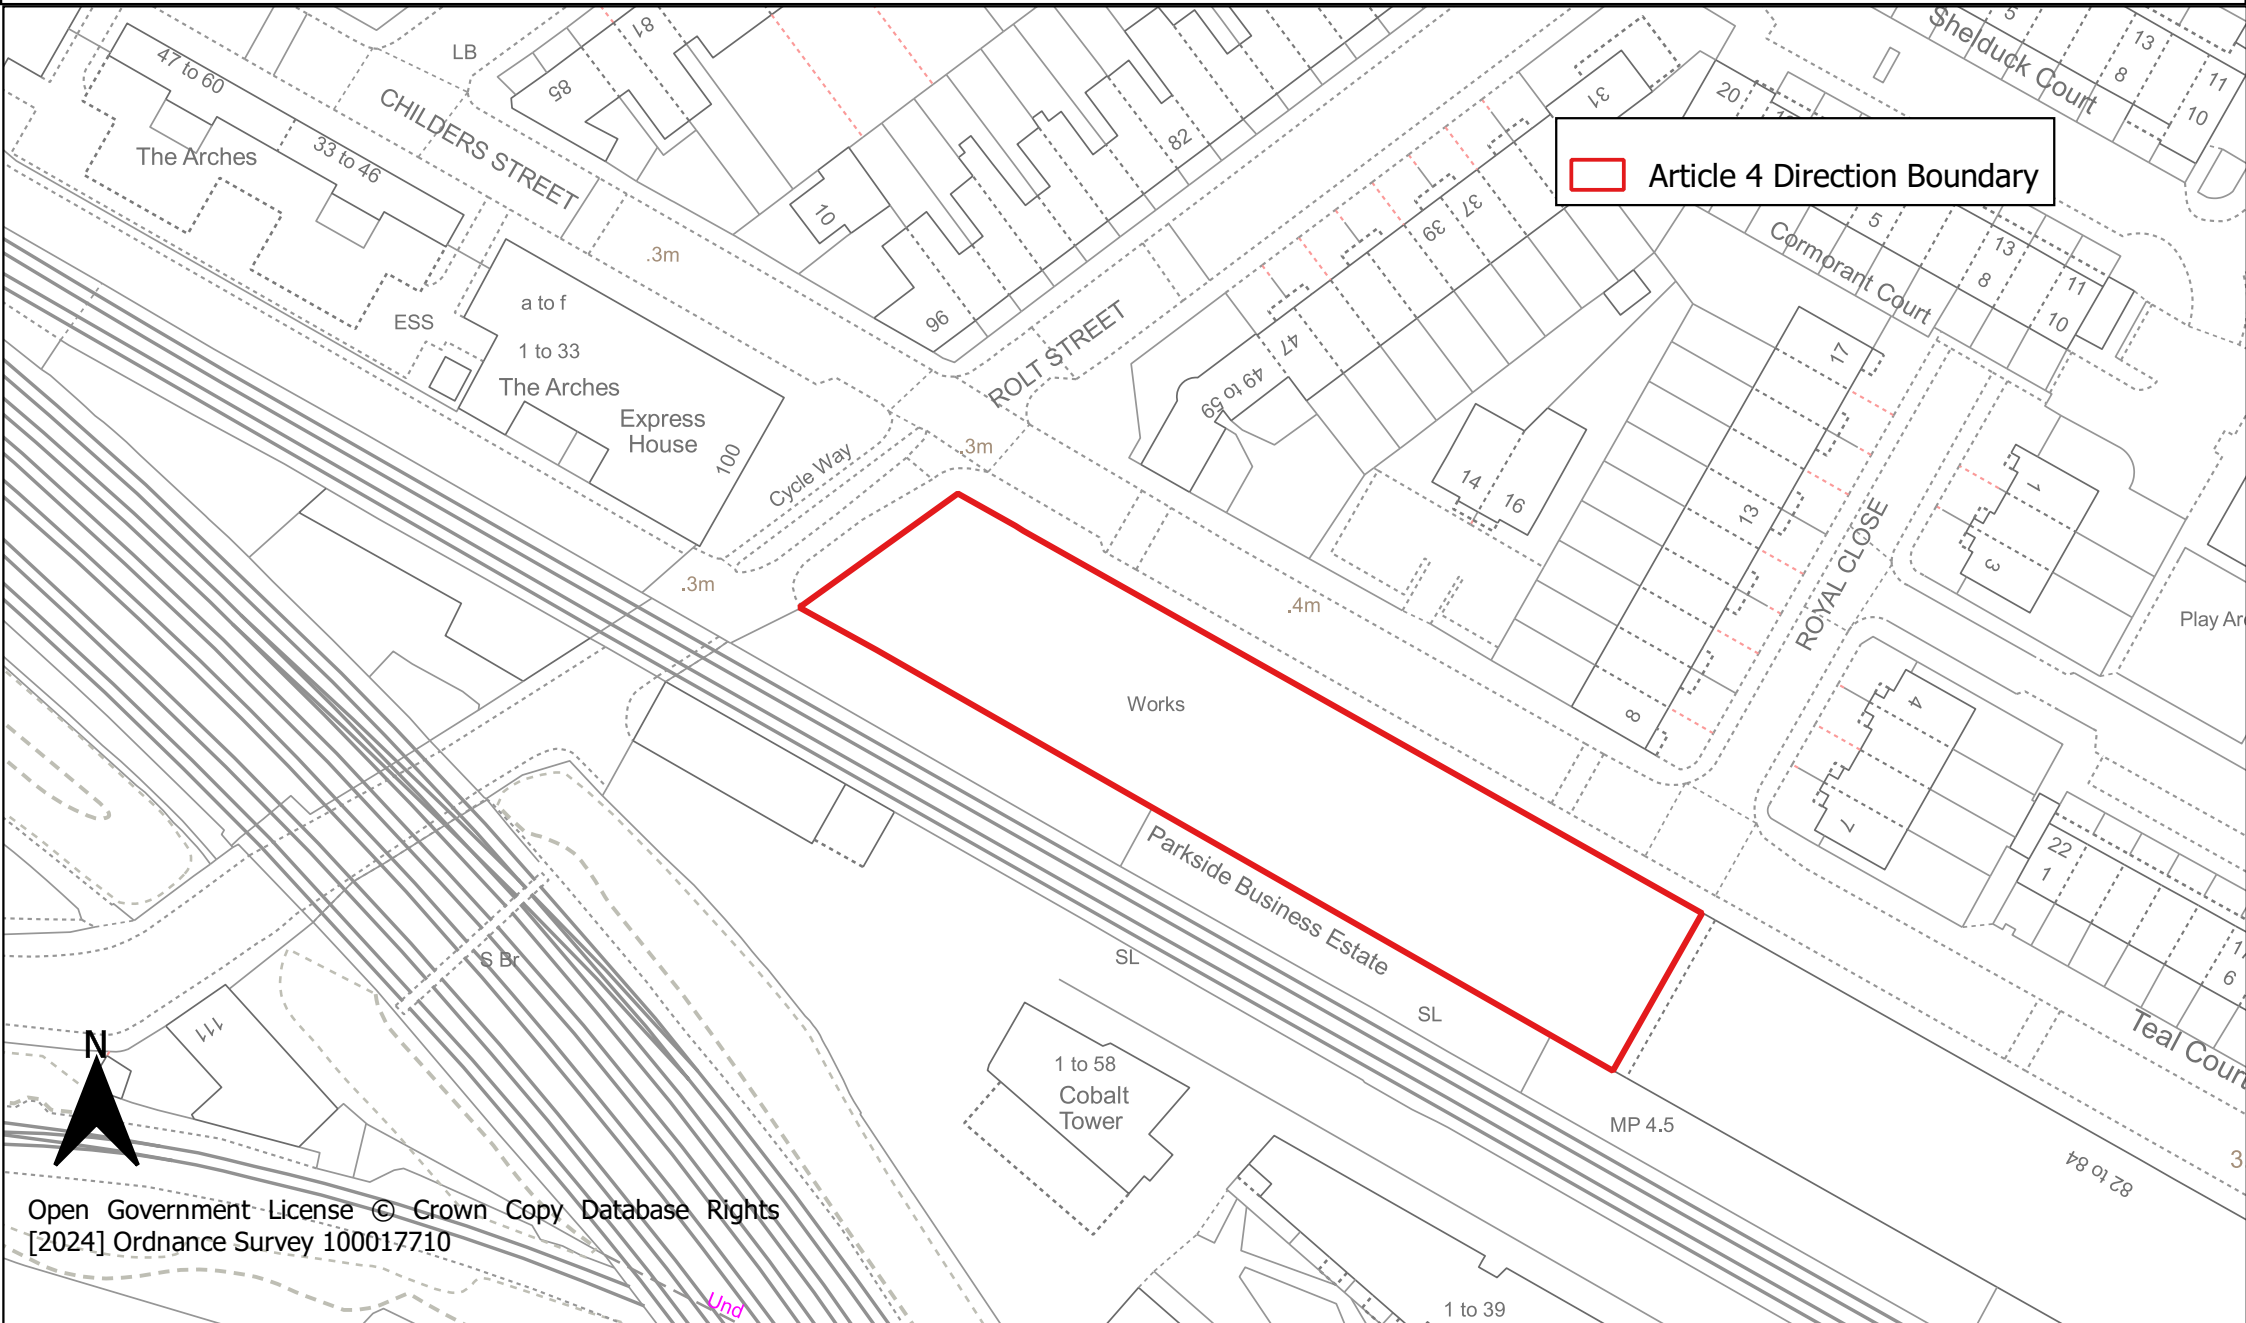 Shelduck Court
5
13
8
11
10
LB
81
85
47 to 60
CHILDERS STREET
The Arches
33 to 46
82
31
20
Article 4 Direction Boundary
10
37
39
5
13
8
11
10
Cormorant Court
.3m
a to f
ESS
1 to 33
The Arches
Express
House
100
96
ROLT STREET
47
49 to 59
17
Cycle Way
.3m
14
16
13
ROYAL CLOSE
1
3
.3m
.4m
Play Ar
Works
8
4
7
22
1
6
Parkside Business Estate
S Br
SL
SL
111
N
1 to 58
Cobalt
Tower
Teal Court
MP 4.5
82 to 84
3
Open Government License © Crown Copy Database Rights
[2024] Ordnance Survey 100017710
Und
1 to 39